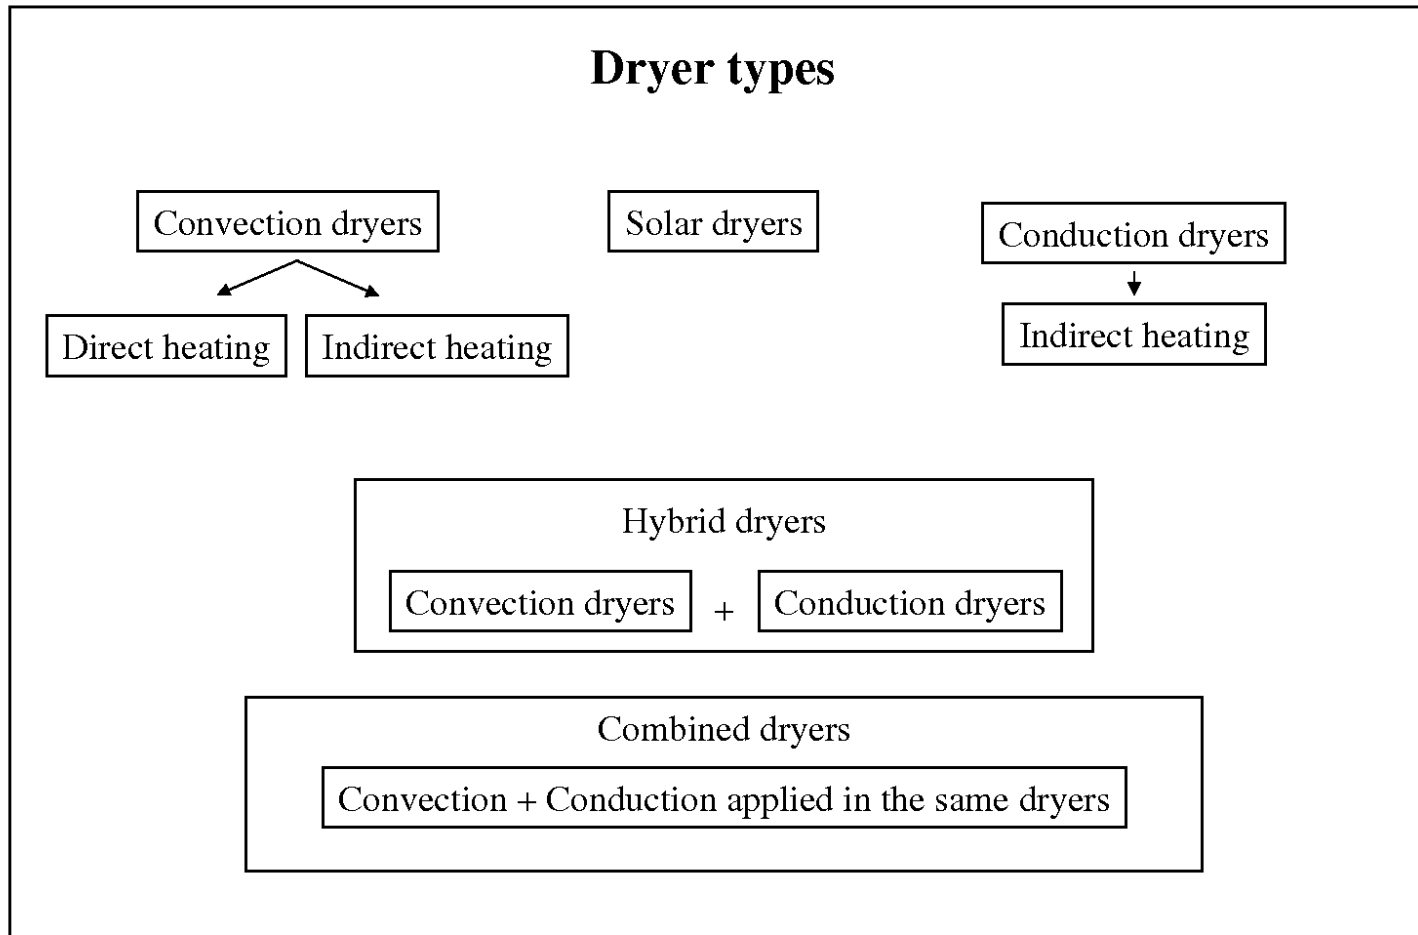 Dryer types
Convection dryers
Solar dryers
Conduction dryers
Direct heating
Indirect heating
Indirect heating
Hybrid dryers
Convection dryers + Conduction dryers
Combined dryers
Convection + Conduction applied in the same dryers